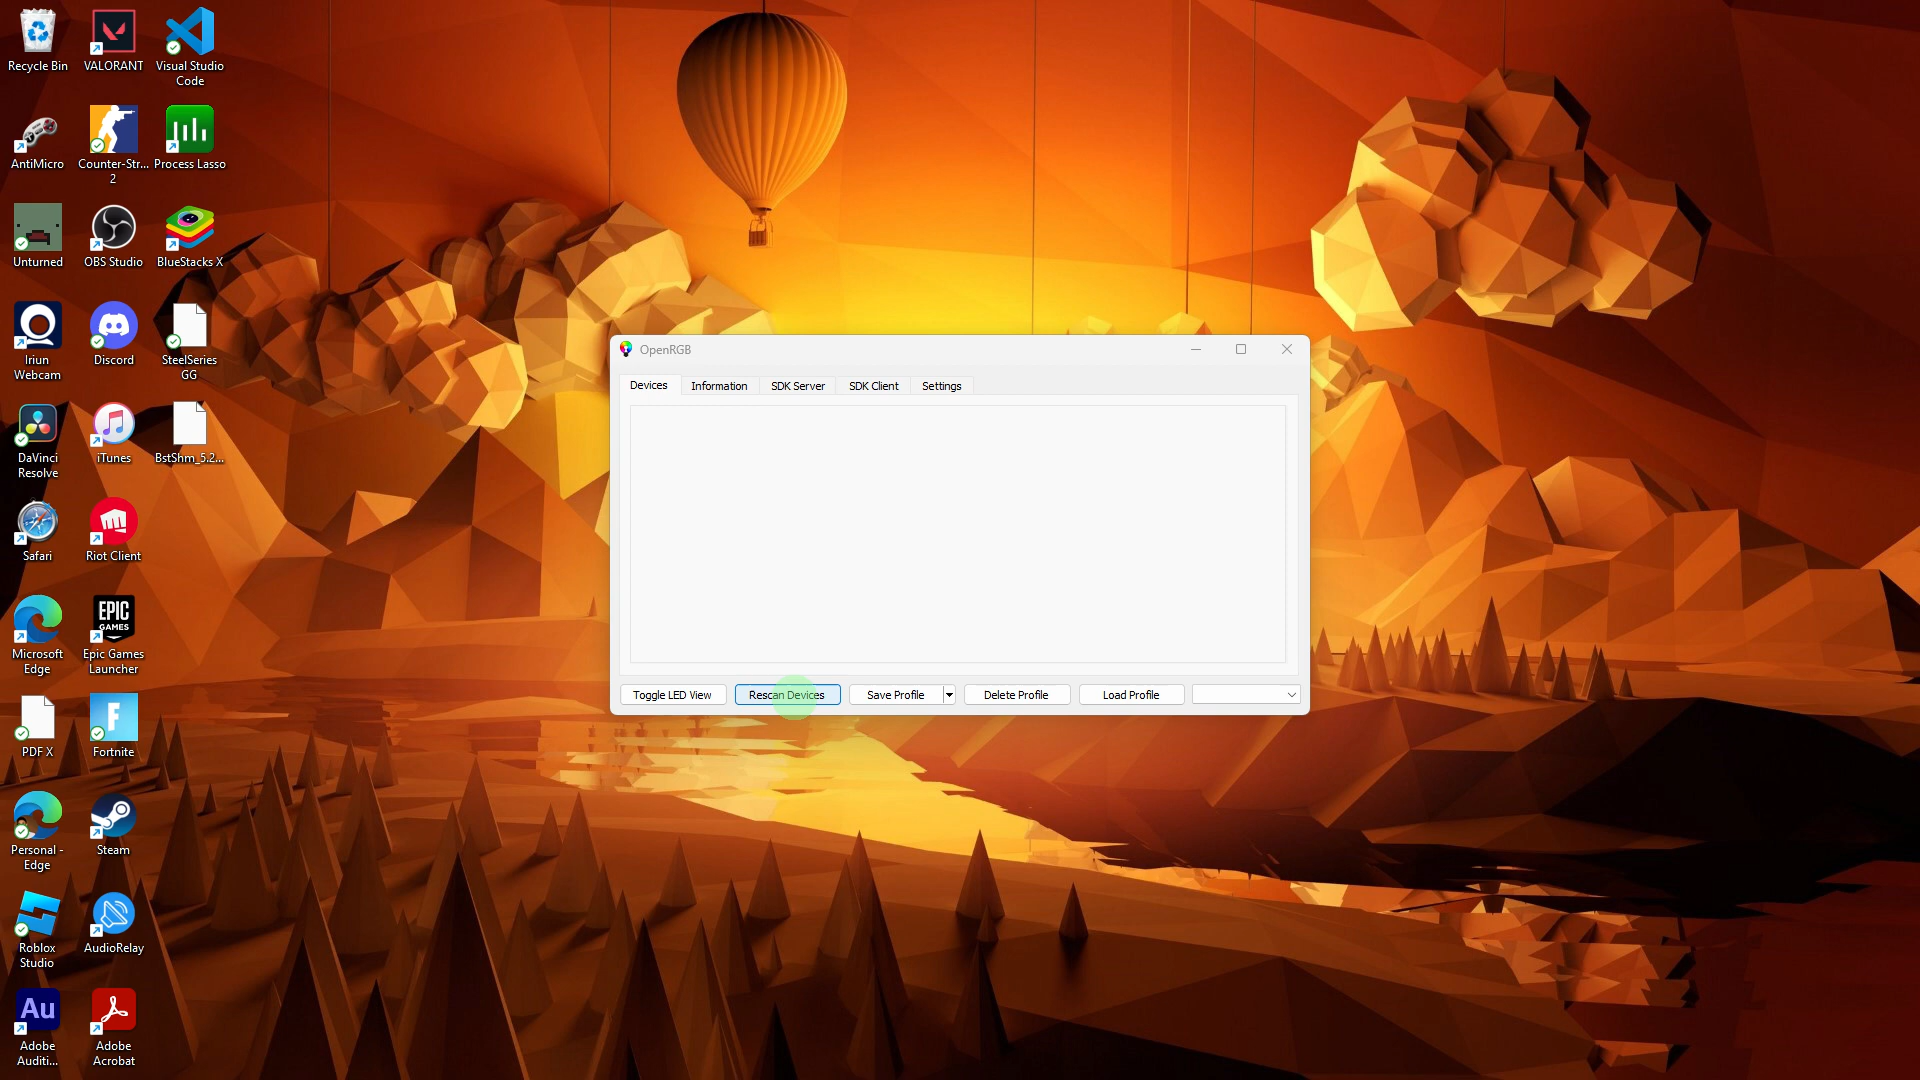 Recycle Bin
VALORANT
Visual Studio
Code
AntiMicro
Counter-Str...
2
Process Lasso
Unturned
OBS Studio
BlueStacks X
Iriun
Webcam
Discord
SteelSeries
GG
DaVinci
Resolve
iTunes
BstShm_5.2...
Safari
Riot Client
Microsoft
Edge
EPIC
GAMES
Epic Games
Launcher
PDF X
F
Fortnite
Personal -
Edge
Steam
Roblox
Studio
AudioRelay
Au
Adobe
Auditi...
Adobe
Acrobat
OpenRGB
Devices
Information
SDK Server
SDK Client
Settings
Toggle LED View
Rescan Devices
Save Profile
Delete Profile
Load Profile